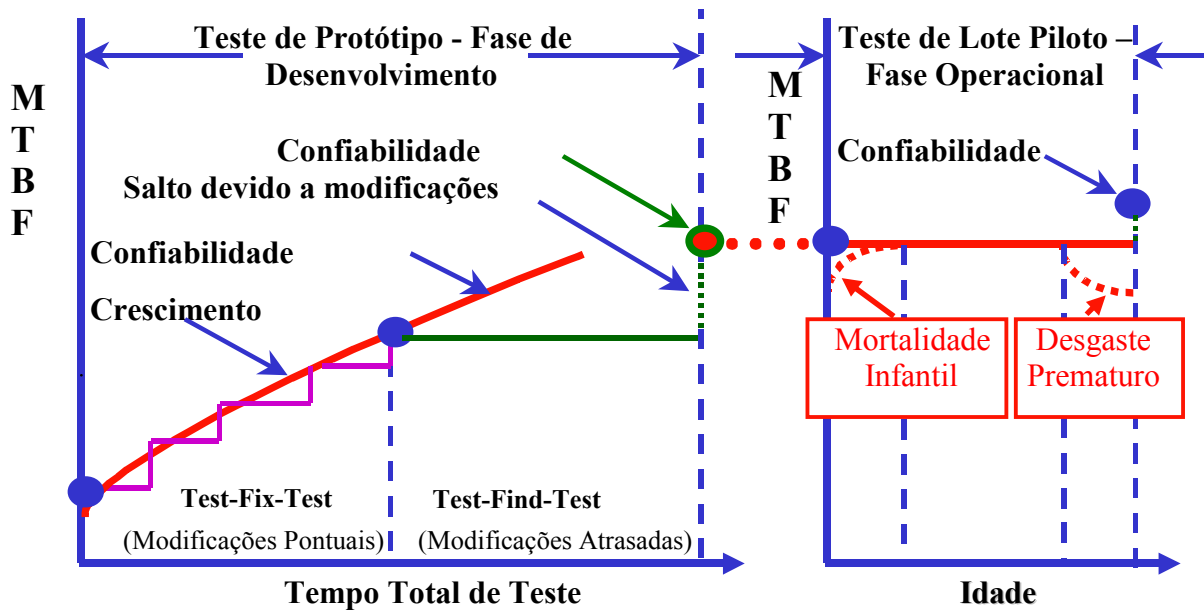 Teste de Protótipo - Fase de
Desenvolvimento
Teste de Lote Piloto –
Fase Operacional
M
T
B
F
M
T
B
F
Confiabilidade
Salto devido a modificações
Confiabilidade
Confiabilidade
Crescimento
Mortalidade
Infantil
Desgaste
Prematuro
Test-Fix-Test
(Modificações Pontuais)
Test-Find-Test
(Modificações Atrasadas)
Tempo Total de Teste
Idade